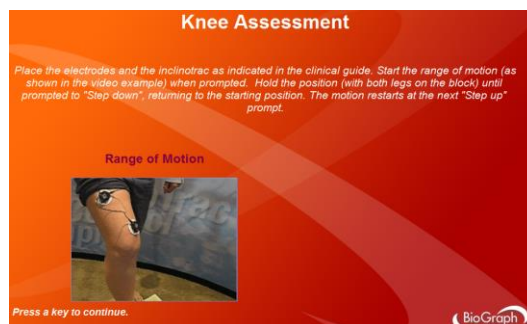 Knee Assessment
Place the electrodes and the inclinotrac as indicated in the clinical guide. Start the range of motion (as
shown in the video example) when prompted.  Hold the position (with both legs on the block) until
prompted to "Step down", returning to the starting position. The motion restarts at the next "Step up"
prompt.
Range of Motion
Press a key to continue.
BioGraph